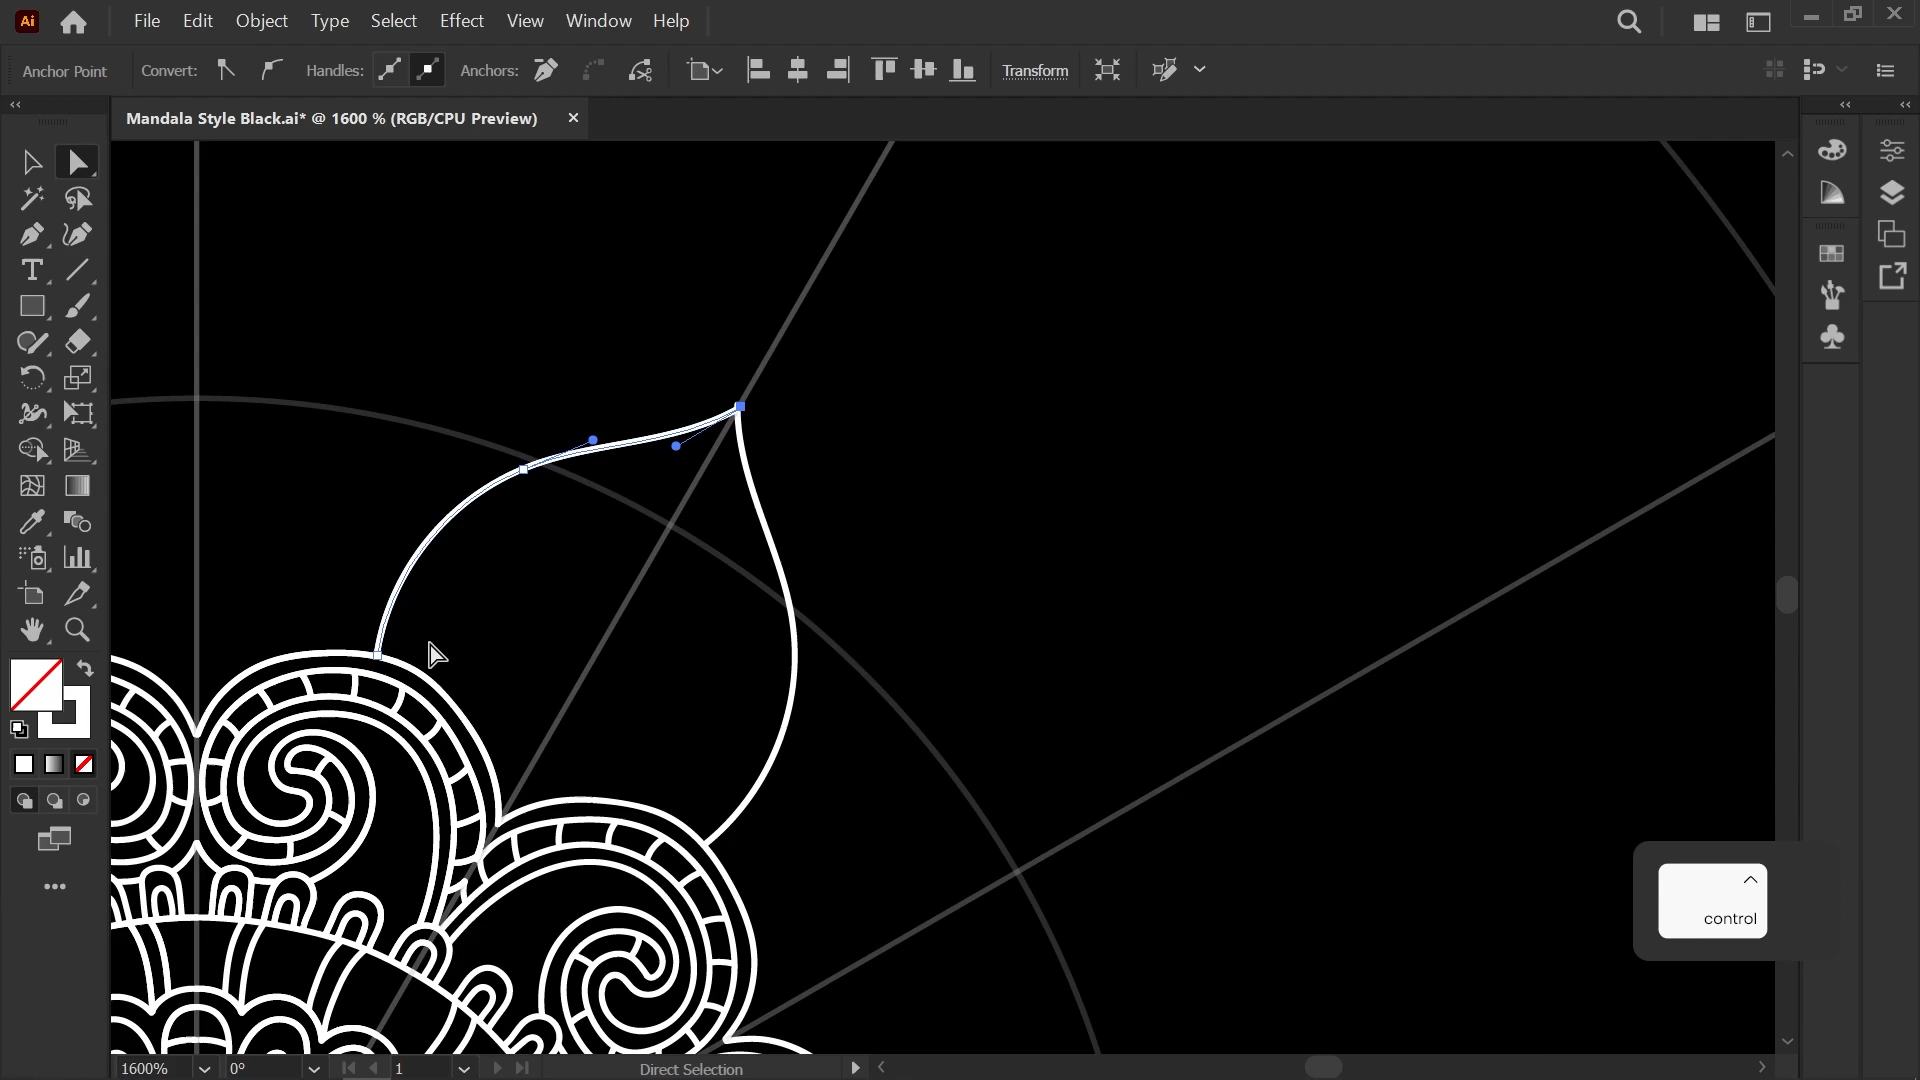 Ai File Edit Object Type Select Effect View Window Help
Anchor Point Convert: Handles: Anchors: Transform
Mandala Style Black.ai* @ 1600 % (RGB/CPU Preview)
control
1600% 0° 1 Direct Selection